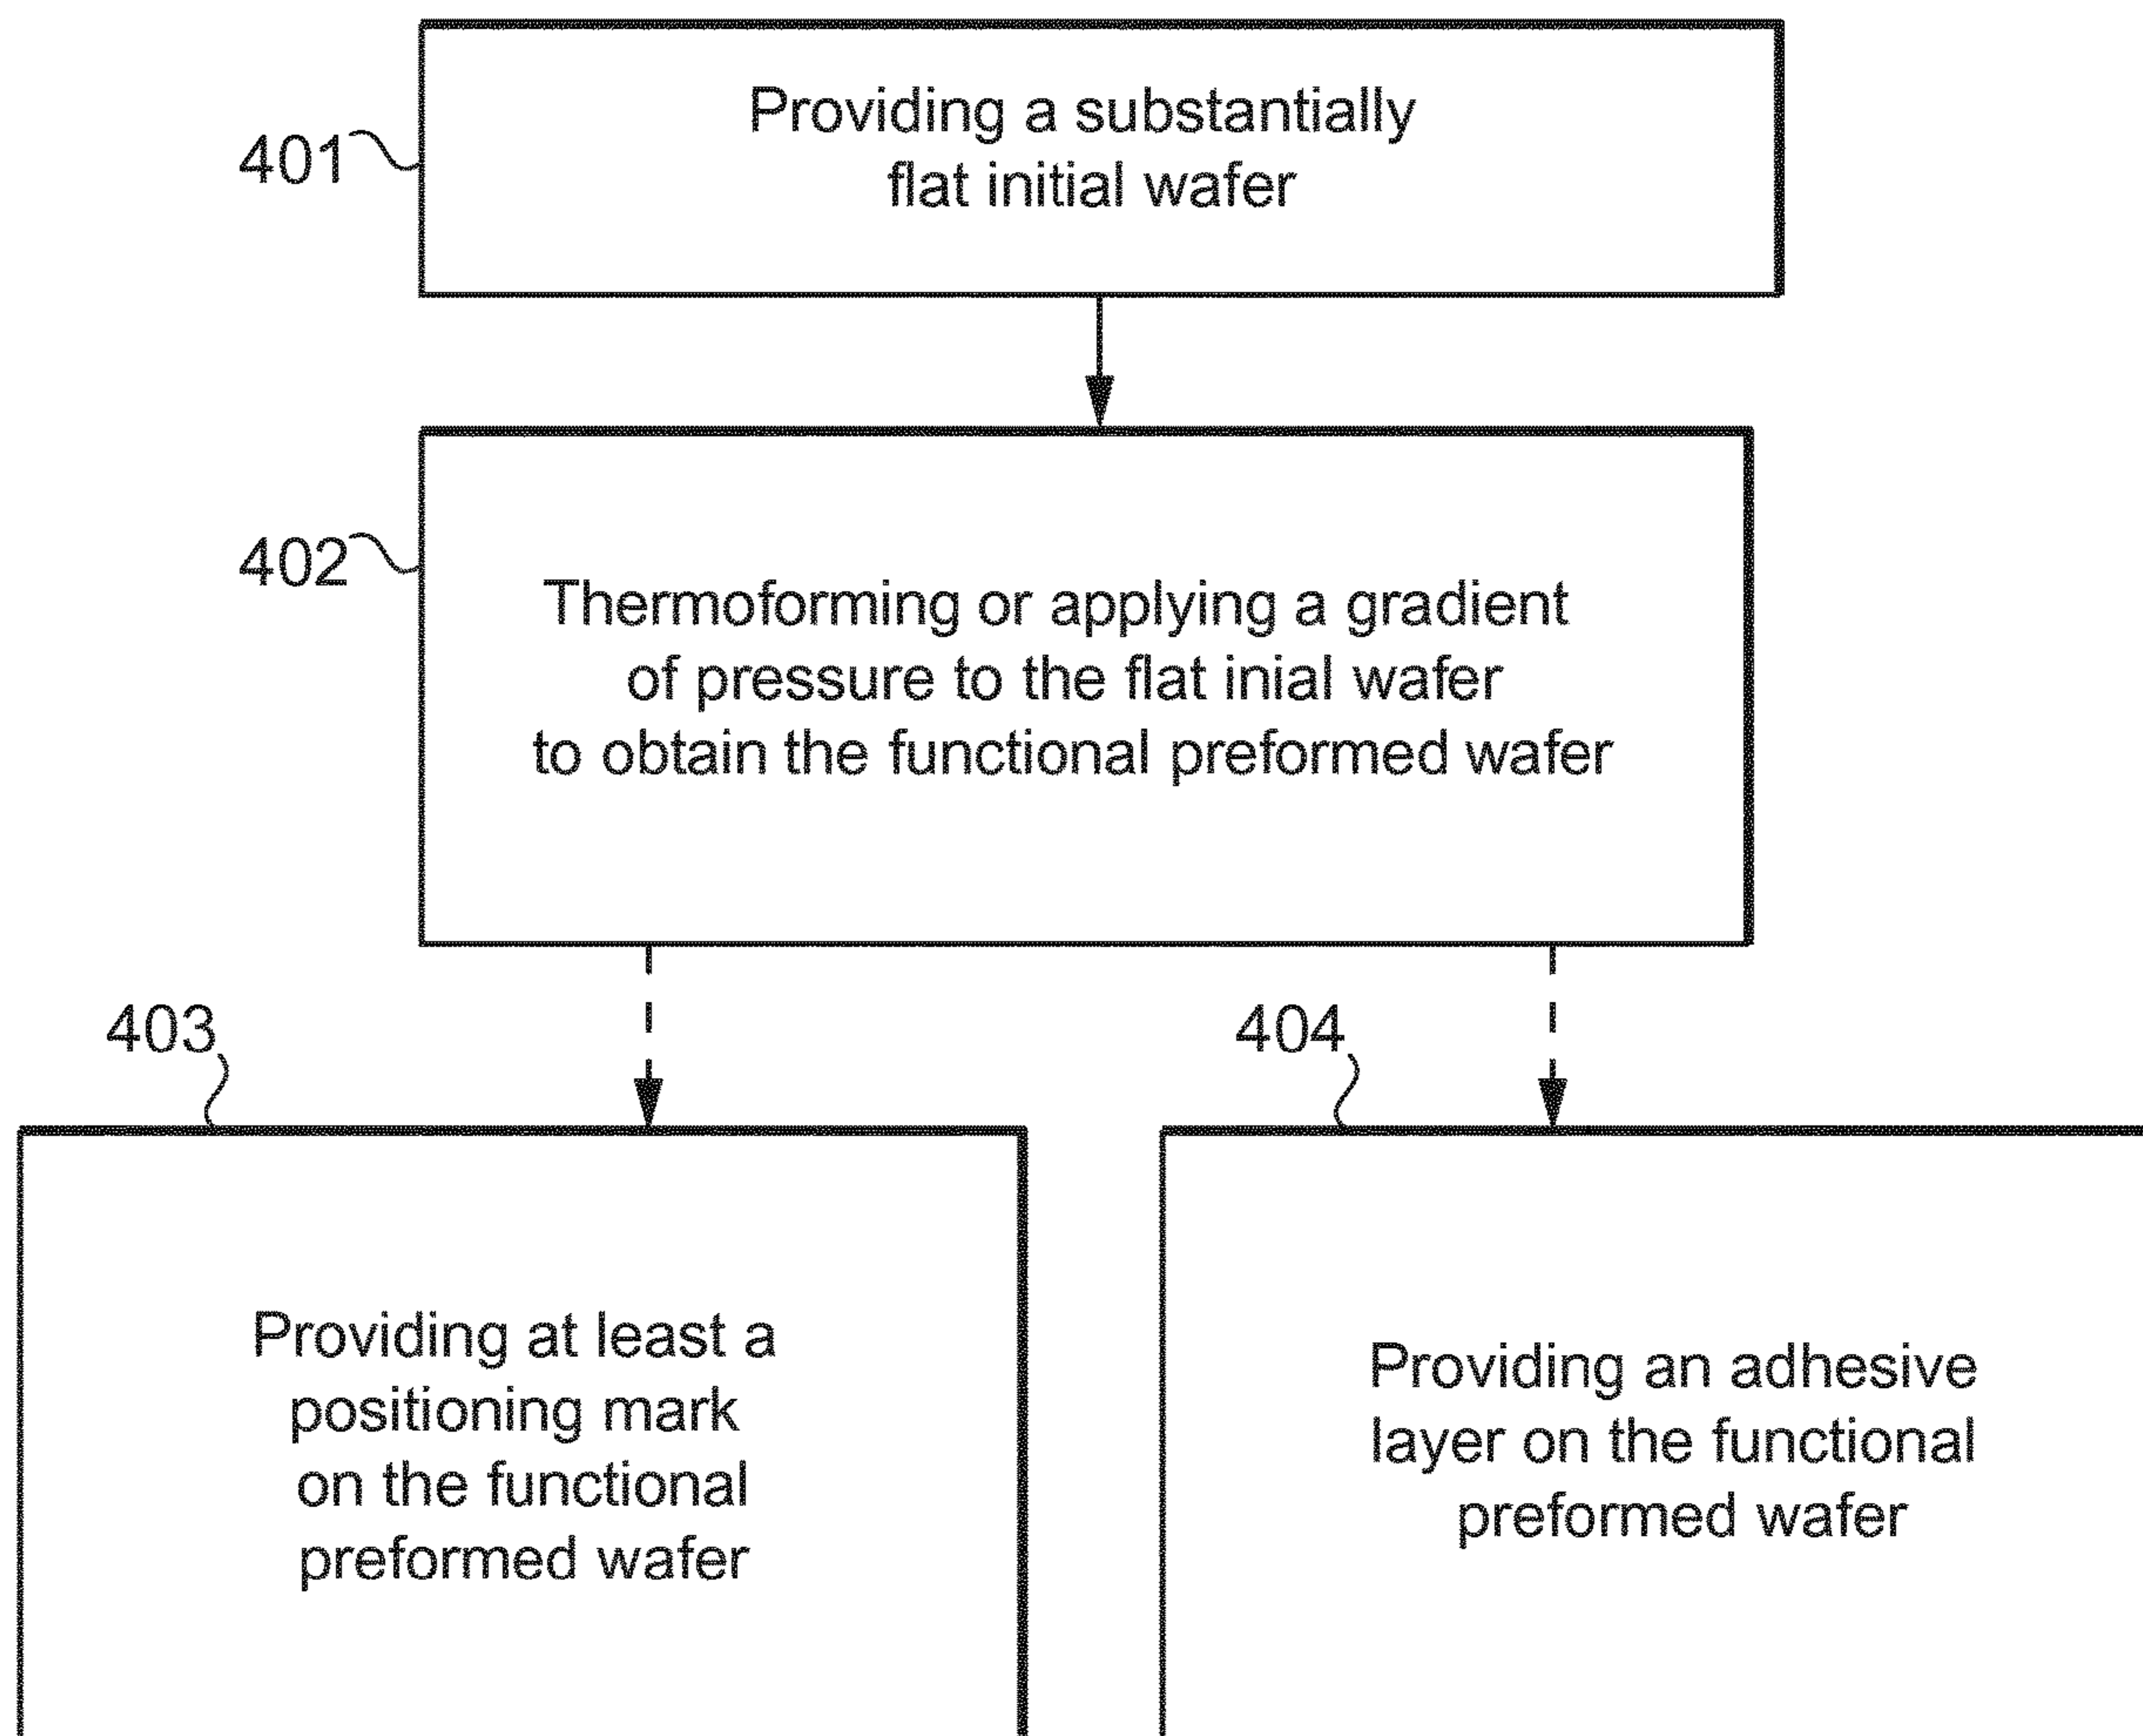 401
Providing a substantially
flat initial wafer
402
Thermoforming or applying a gradient
of pressure to the flat inial wafer
to obtain the functional preformed wafer
403
Providing at least a
positioning mark
on the functional
preformed wafer
404
Providing an adhesive
layer on the functional
preformed wafer